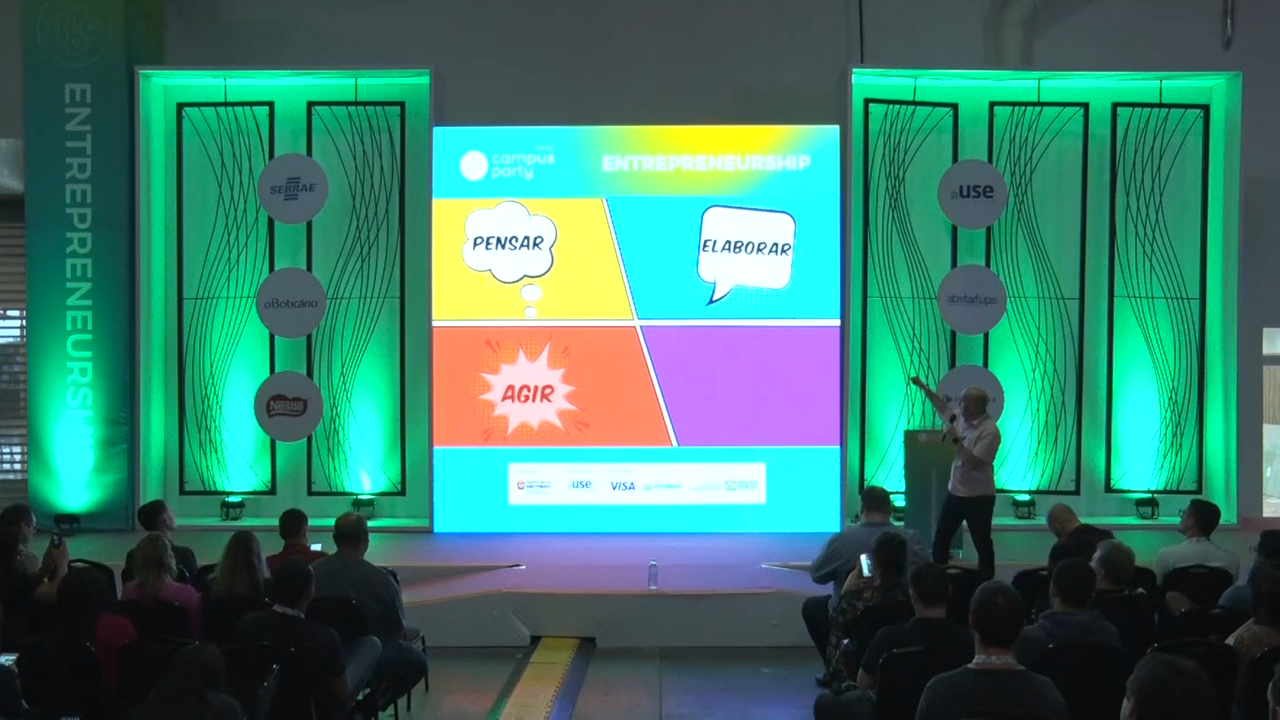 ENTREPRENEURSHIP
SEBRAE
oBoticário
Nestlé
campus
party
ENTREPRENEURSHIP
PENSAR
ELABORAR
AGIR
use
VISA
use
abstartups